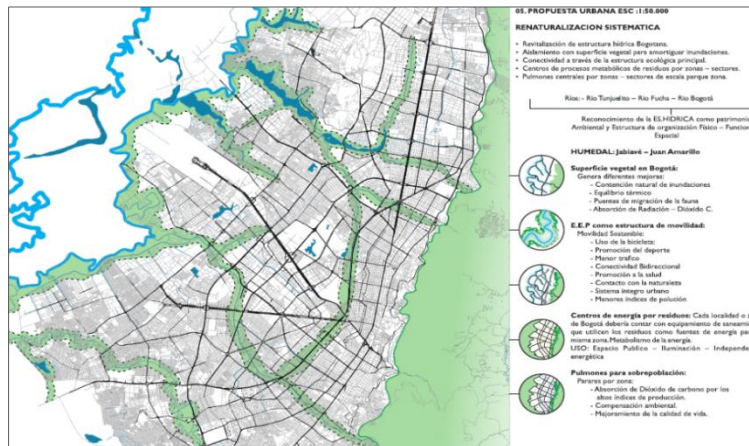 05. PROPUESTA URBANA ESC :1:50.000
RENATURALIZACION SISTEMATICA
• Revitalización de estructura hídrica Bogotana.
• Aislamiento con superficie vegetal para amortiguar inundaciones.
• Conectividad a través de la estructura ecológica principal.
• Centros de procesos metabólicos de residuos por zonas – sectores.
• Pulmones centrales por zonas – sectores de escala parque zona.
Ríos: - Río Tunjuelito – Río Fucha – Río Bogotá
Reconocimiento de la ES.HIDRICA como patrimonio
Ambiental y Estructura de organización Físico – Funcion
Espacial
HUMEDAL: Jabiavé – Juan Amarillo
Superficie vegetal en Bogotá:
Genera diferentes mejoras:
- Contención natural de inundaciones
- Equilibrio térmico
- Puentes de migración de la fauna
- Absorción de Radiación – Dióxido C.
E.E.P como estructura de movilidad:
Movilidad Sostenible:
- Uso de la bicicleta:
- Promoción del deporte
- Menor trafico
- Conectividad Bidireccional
- Promoción a la salud
- Contacto con la naturaleza
- Sistema integro urbano
- Menores índices de polución
Centros de energía por residuos: Cada localidad o
de Bogotá debería contar con equipamiento de saneami
que utilicen los residuos como fuentes de energía par
misma zona. Metabolismo de la energía.
USO: Espacio Publico – Iluminación – Independe
energética
Pulmones para sobrepoblación:
Parares por zona:
- Absorción de Dióxido de carbono por los
altos índices de producción.
- Compensación ambiental.
- Mejoramiento de la calidad de vida.